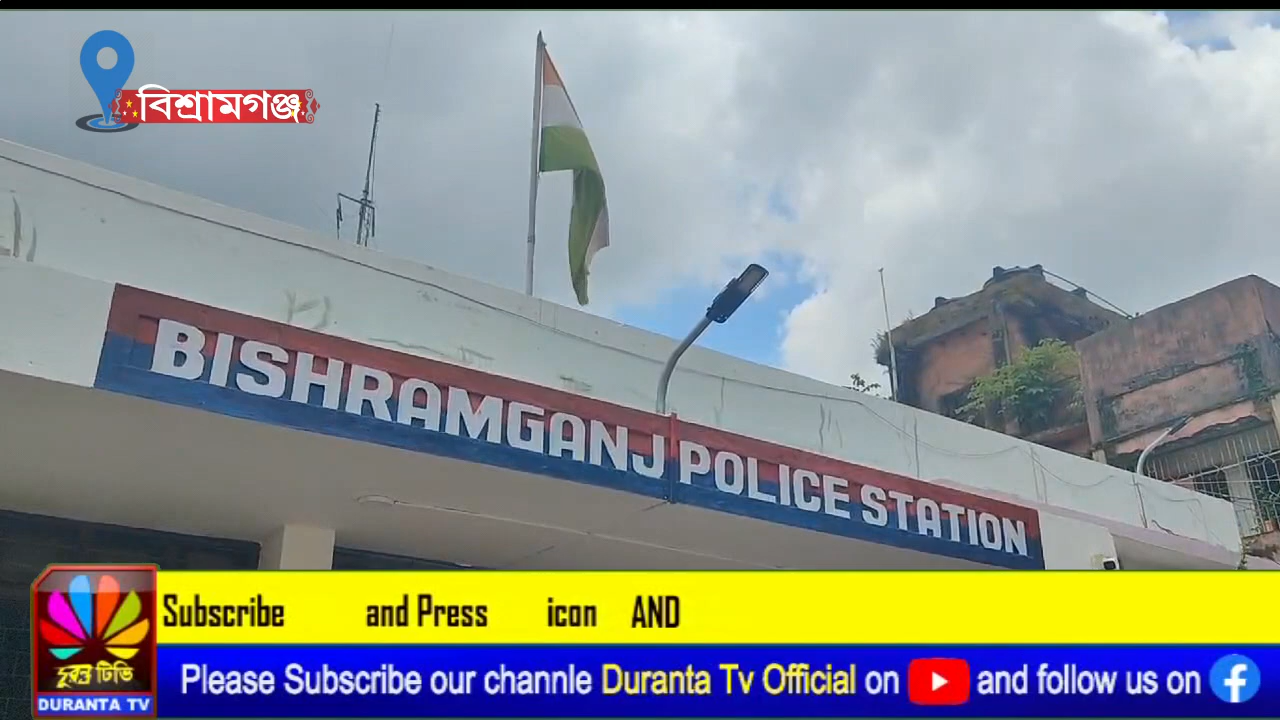 বিশ্রামগঞ্জ
BISHRAMGANJ POLICE STATION
Subscribe and Press icon AND
দুরন্ত টিভি
DURANTA TV
Please Subscribe our channle Duranta Tv Official on and follow us on